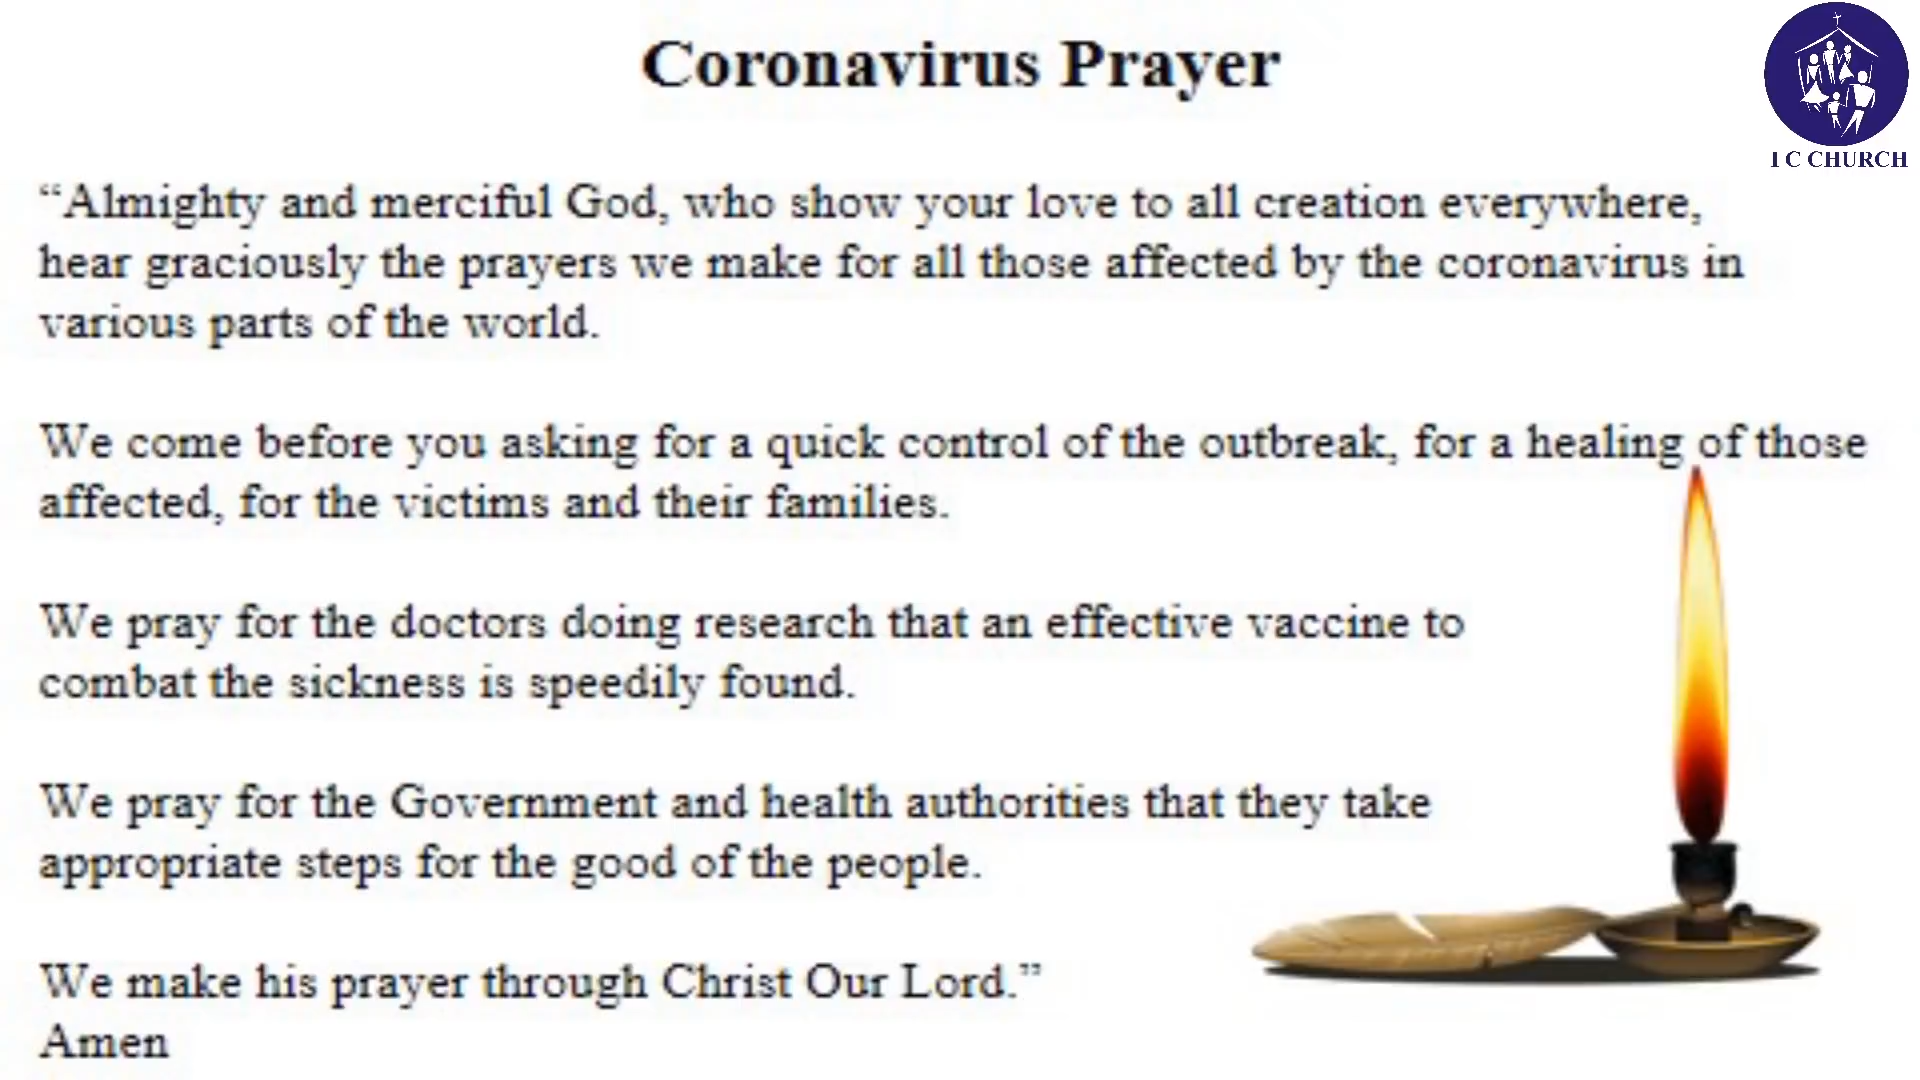 Coronavirus Prayer
I C CHURCH
“Almighty and merciful God, who show your love to all creation everywhere,
hear graciously the prayers we make for all those affected by the coronavirus in
various parts of the world.
We come before you asking for a quick control of the outbreak, for a healing of those
affected, for the victims and their families.
We pray for the doctors doing research that an effective vaccine to
combat the sickness is speedily found.
We pray for the Government and health authorities that they take
appropriate steps for the good of the people.
We make his prayer through Christ Our Lord.”
Amen